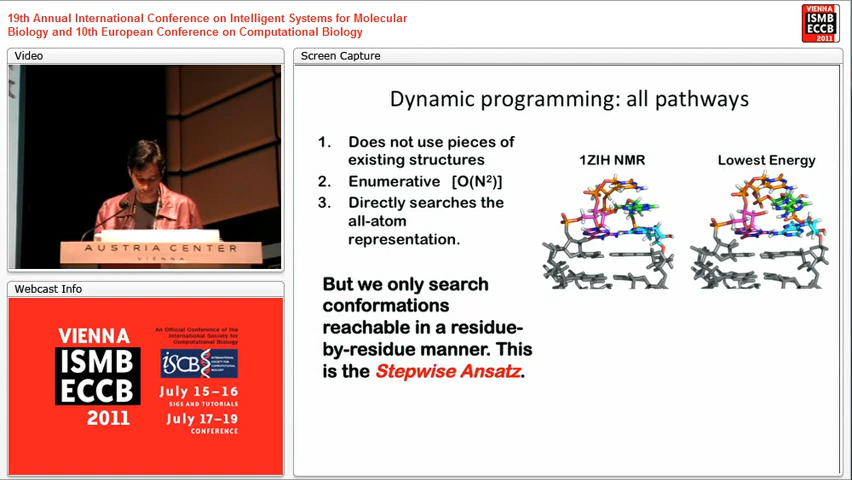 19th Annual International Conference on Intelligent Systems for Molecular
Biology and 10th European Conference on Computational Biology
VIENNA
ISMB
ECCB
2011
Video
AUSTRIA CENTER
VIENNA
Webcast Info
VIENNA
ISMB
ECCB
2011
An Official Conference of the
International Society for
Computational Biology
iSCB
INTERNATIONAL
SOCIETY FOR
COMPUTATIONAL
BIOLOGY
July 15–16
SIGS AND TUTORIALS
July 17–19
CONFERENCE
Screen Capture
Dynamic programming: all pathways
1. Does not use pieces of
existing structures
2. Enumerative [O(N²)]
3. Directly searches the
all-atom
representation.
But we only search
conformations
reachable in a residue-
by-residue manner. This
is the Stepwise Ansatz.
1ZIH NMR
Lowest Energy